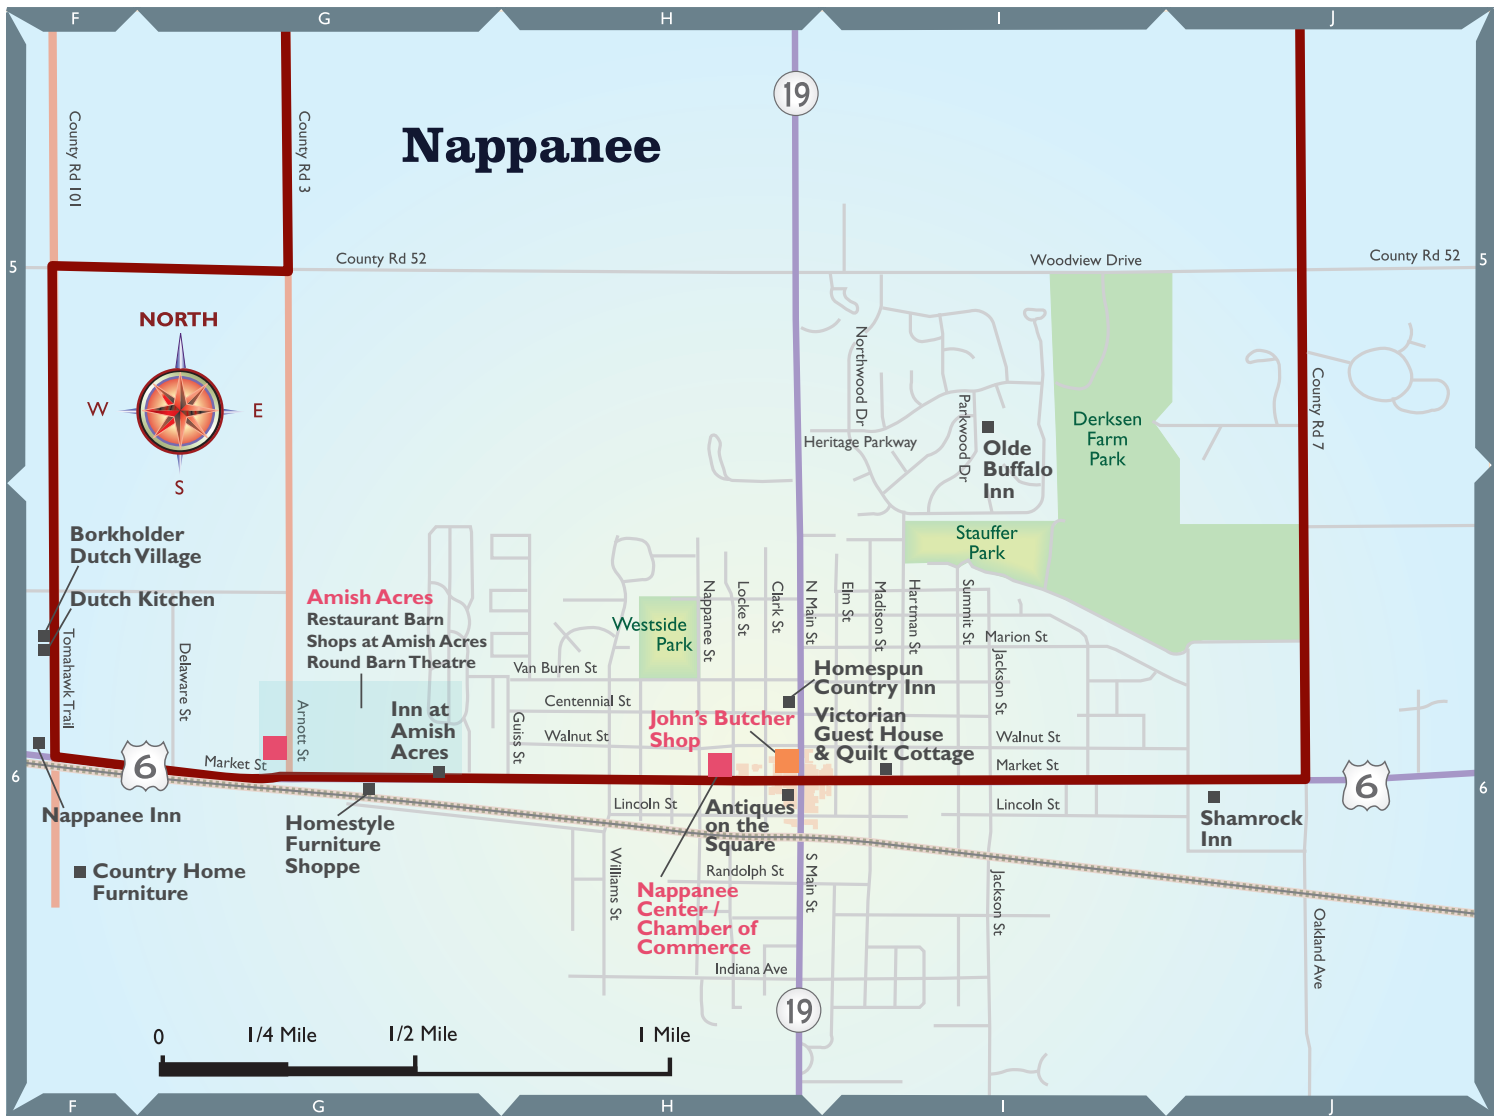 F
G
H
I
J
19
County Rd 101
County Rd 3
Nappanee
5
County Rd 52
Woodview Drive
County Rd 52
5
NORTH
W
E
S
Northwood Dr
Parkwood Dr
County Rd 7
Heritage Parkway
Olde
Buffalo
Inn
Derksen
Farm
Park
Stauffer
Park
Borkholder
Dutch Village
Dutch Kitchen
Tomahawk Trail
Delaware St
Amish Acres
Restaurant Barn
Shops at Amish Acres
Round Barn Theatre
Arnott St
Inn at
Amish
Acres
Westside
Park
Nappanee St
Locke St
Clark St
N Main St
Elm St
Madison St
Hartman St
Summit St
Marion St
Jackson St
Van Buren St
Centennial St
Guiss St
Walnut St
Homespun
Country Inn
John's Butcher
Shop
Victorian
Guest House
& Quilt Cottage
Walnut St
Market St
6
6
Market St
6
6
Nappanee Inn
Homestyle
Furniture
Shoppe
Lincoln St
Antiques
on the
Square
Lincoln St
Shamrock
Inn
Country Home
Furniture
Williams St
Randolph St
S Main St
Jackson St
Nappanee
Center /
Chamber of
Commerce
Indiana Ave
Oakland Ave
19
0
1/4 Mile
1/2 Mile
1 Mile
F
G
H
I
J